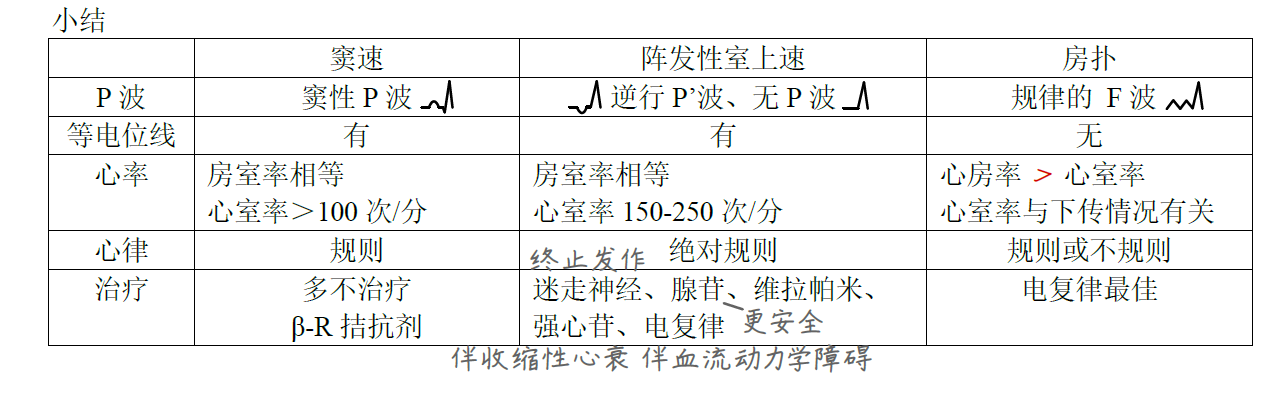 小结
窦速 阵发性室上速 房扑
P 波 窦性 P 波 逆行 P’波、无 P 波 规律的 F 波
等电位线 有 有 无
心率 房室率相等 房室率相等 心房率 > 心室率
心室率＞100 次/分 心室率 150-250 次/分 心室率与下传情况有关
心律 规则 绝对规则 规则或不规则
终止发作
治疗 多不治疗 迷走神经、腺苷、维拉帕米、 电复律最佳
β-R 拮抗剂 强心苷、电复律 更安全
伴收缩性心衰 伴血流动力学障碍